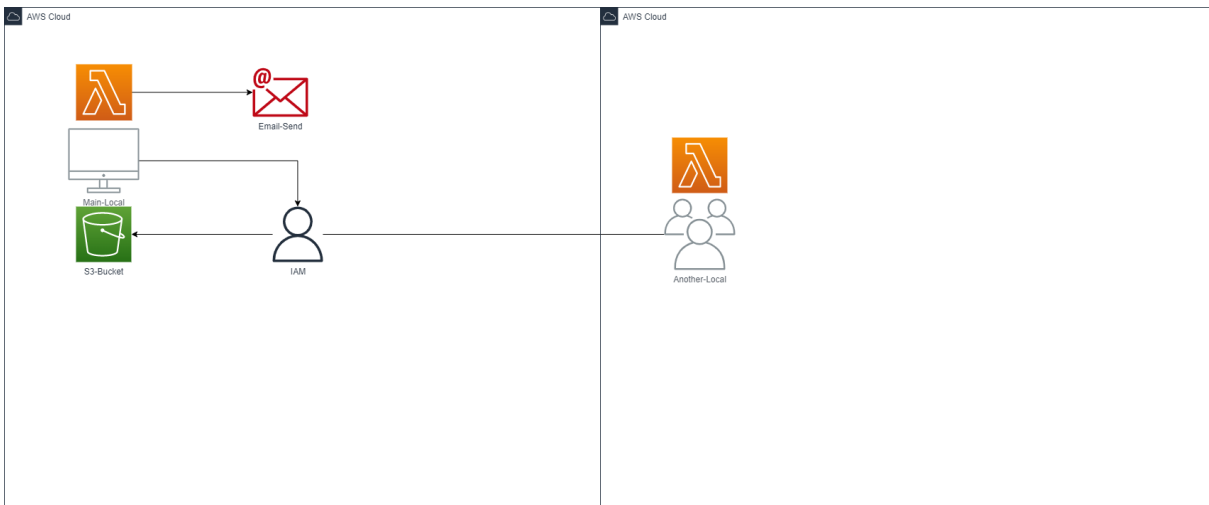 AWS Cloud
AWS Cloud
@
Email-Send
Main-Local
S3-Bucket
IAM
Another-Local